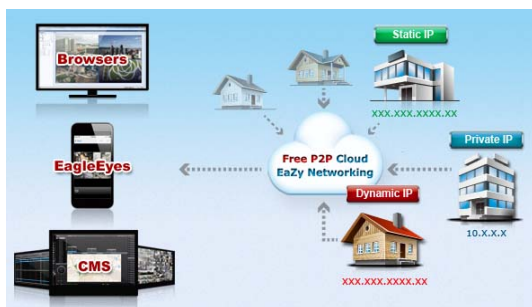 Browsers
Static IP
xxx.xxx.xxxx.xx
EagleEyes
Free P2P Cloud
EaZy Networking
Private IP
10.X.X.X
Dynamic IP
xxx.xxx.xxxx.xx
CMS